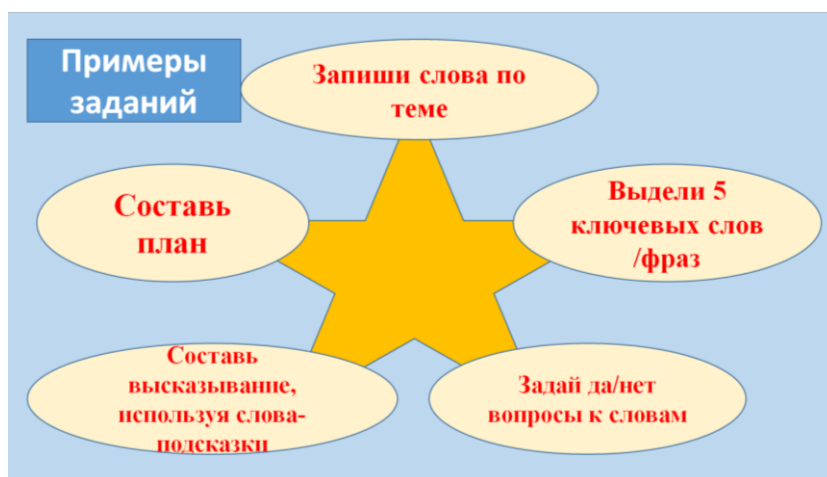 Примеры
заданий
Запиши слова по
теме
Составь
план
Выдели 5
ключевых слов
/фраз
Составь
высказывание,
используя слова-
подсказки
Задай да/нет
вопросы к словам